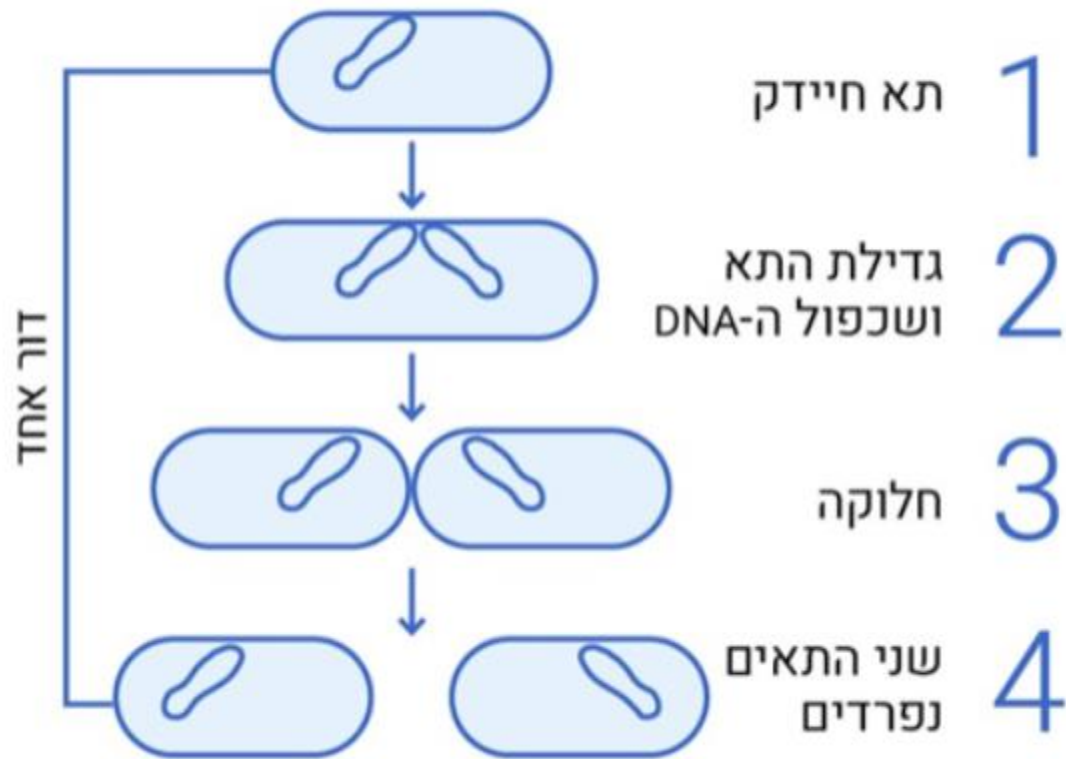 1
תא חיידק
2
גדילת התא
ושכפול ה-DNA
3
חלוקה
4
שני התאים
נפרדים
דור אחד